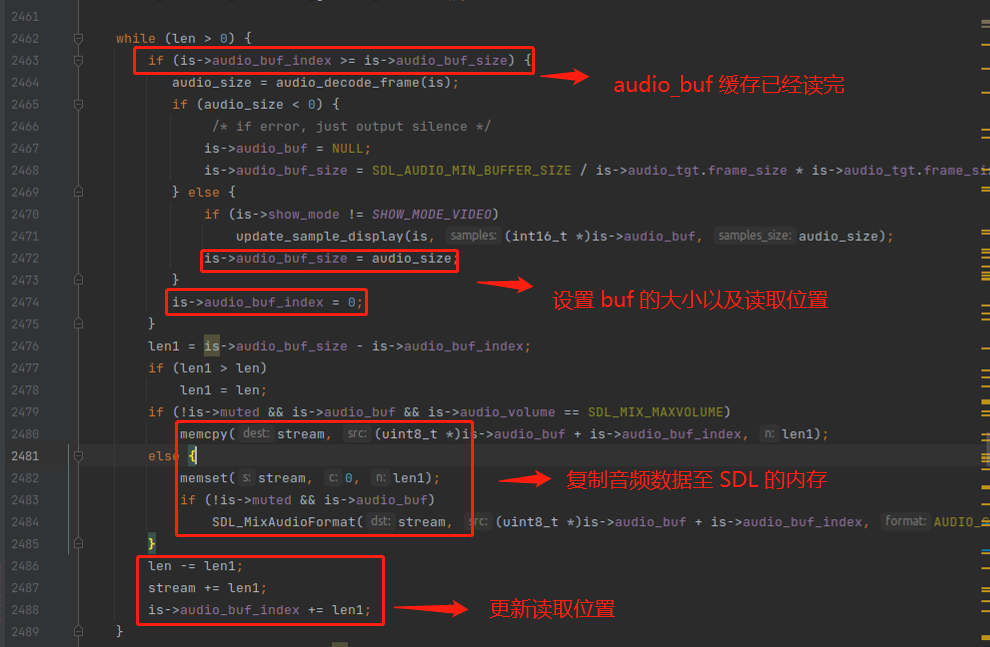 2461
2462 while (len > 0) {
2463 if (is->audio_buf_index >= is->audio_buf_size) {
audio_buf 缓存已经读完
2464 audio_size = audio_decode_frame(is);
2465 if (audio_size < 0) {
2466 /* if error, just output silence */
2467 is->audio_buf = NULL;
2468 is->audio_buf_size = SDL_AUDIO_MIN_BUFFER_SIZE / is->audio_tgt.frame_size * is->audio_tgt.frame_si
2469 } else {
2470 if (is->show_mode != SHOW_MODE_VIDEO)
2471 update_sample_display(is, samples: (int16_t *)is->audio_buf, samples_size: audio_size);
2472 is->audio_buf_size = audio_size;
2473 }
设置 buf 的大小以及读取位置
2474 is->audio_buf_index = 0;
2475 }
2476 len1 = is->audio_buf_size - is->audio_buf_index;
2477 if (len1 > len)
2478 len1 = len;
2479 if (!is->muted && is->audio_buf && is->audio_volume == SDL_MIX_MAXVOLUME)
2480 memcpy( dest: stream, src: (uint8_t *)is->audio_buf + is->audio_buf_index, n: len1);
2481 else {
2482 memset( s: stream, c: 0, n: len1);
复制音频数据至 SDL 的内存
2483 if (!is->muted && is->audio_buf)
2484 SDL_MixAudioFormat( dst: stream, src: (uint8_t *)is->audio_buf + is->audio_buf_index, format: AUDIO_S
2485 }
2486 len -= len1;
2487 stream += len1;
2488 is->audio_buf_index += len1;
更新读取位置
2489 }